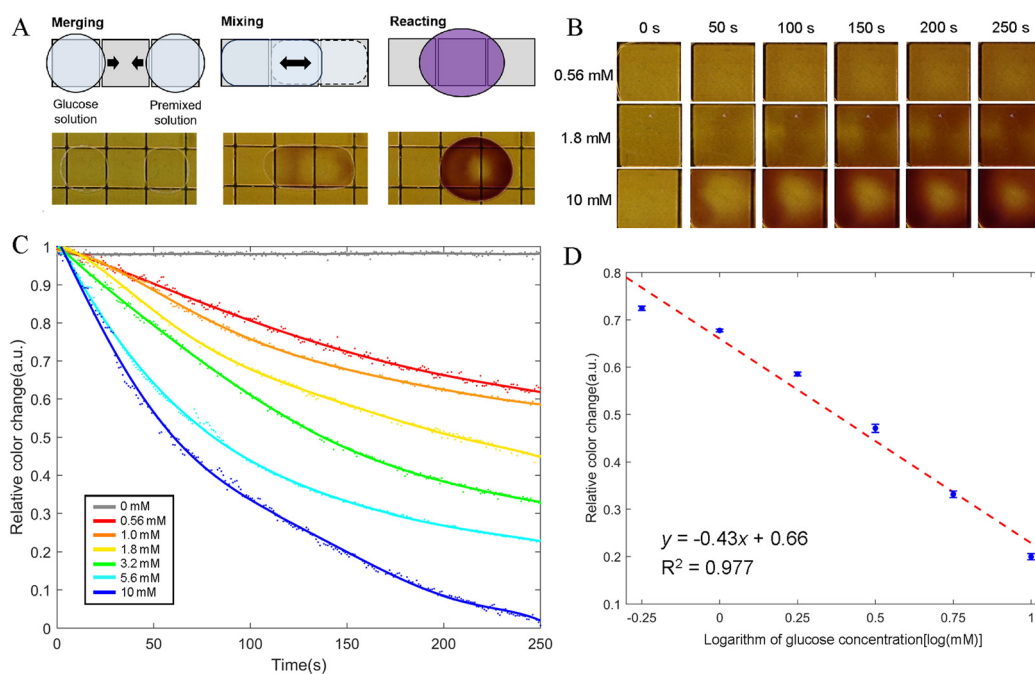 A
Merging
Mixing
Reacting
Glucose
solution
Premixed
solution
B
0 s
50 s
100 s
150 s
200 s
250 s
0.56 mM
1.8 mM
10 mM
C
Relative color change(a.u.)
1
0.9
0.8
0.7
0.6
0.5
0.4
0.3
0.2
0.1
0
0 mM
0.56 mM
1.0 mM
1.8 mM
3.2 mM
5.6 mM
10 mM
0
50
100
150
200
250
Time(s)
D
Relative color change(a.u.)
0.8
0.7
0.6
0.5
0.4
0.3
0.2
0.1
y = -0.43x + 0.66
R² = 0.977
-0.25
0
0.25
0.5
0.75
1
Logarithm of glucose concentration[log(mM)]